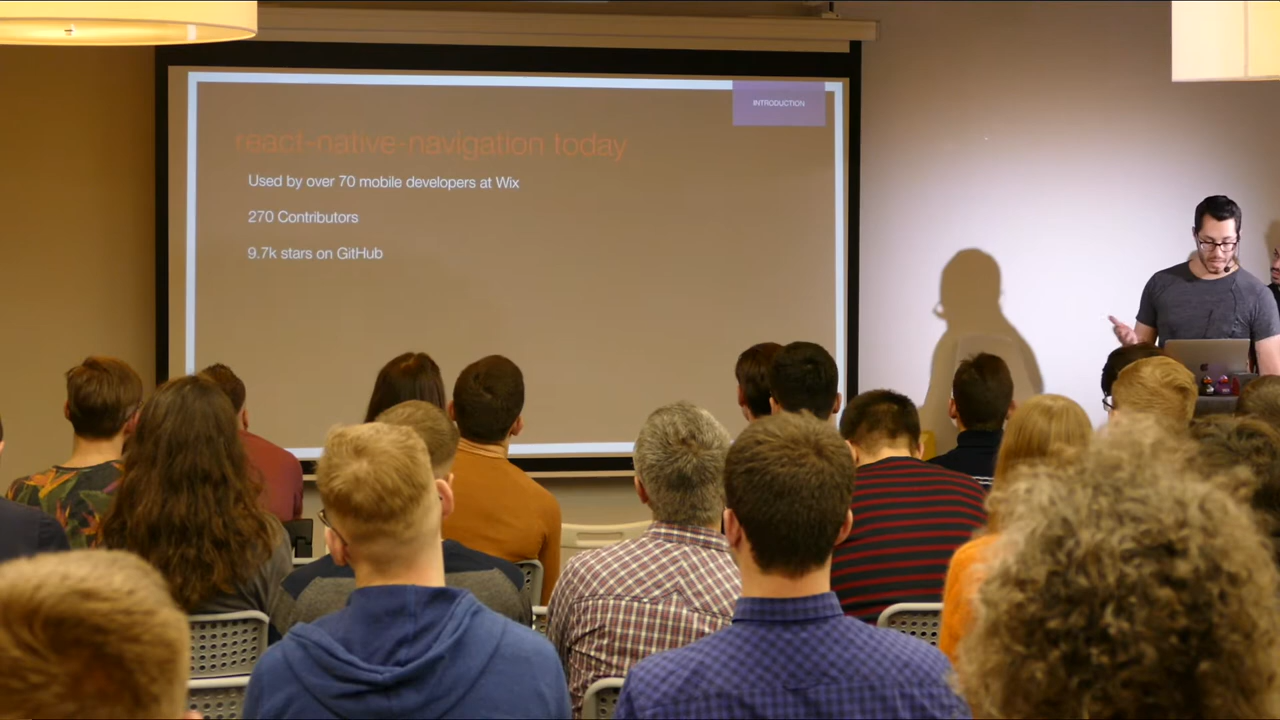 INTRODUCTION
react-native-navigation today
Used by over 70 mobile developers at Wix
270 Contributors
9.7k stars on GitHub